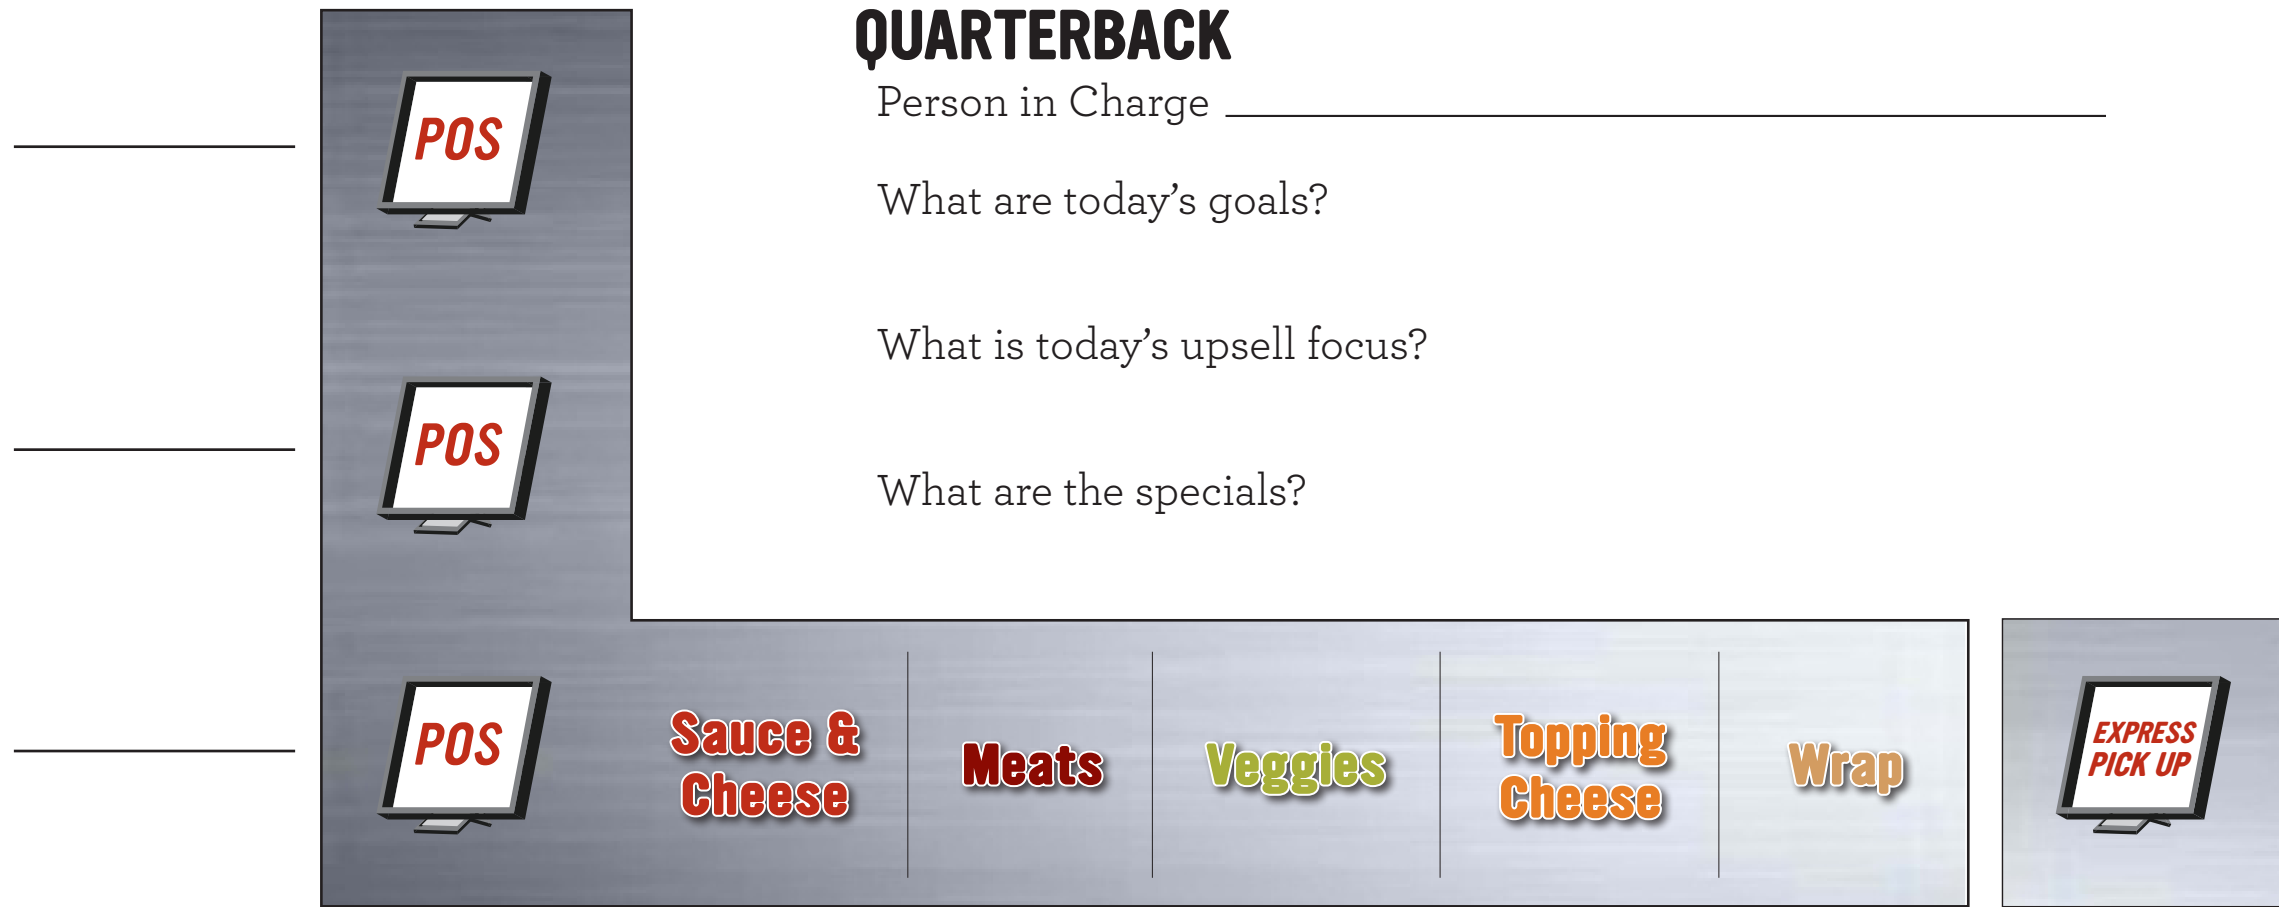 QUARTERBACK
Person in Charge
What are today’s goals?
What is today’s upsell focus?
What are the specials?
POS
POS
POS
Sauce &
Cheese
Meats
Veggies
Topping
Cheese
Wrap
EXPRESS
PICK UP